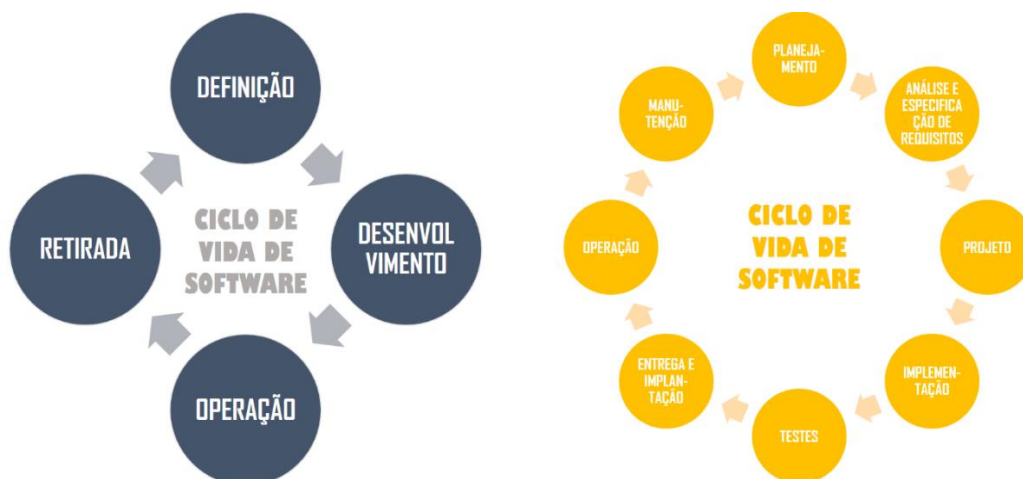 DEFINIÇÃO
DESENVOL
VIMENTO
OPERAÇÃO
RETIRADA
CICLO DE
VIDA DE
SOFTWARE
PLANEJA-
MENTO
ANÁLISE E
ESPECIFICA
ÇÃO DE
REQUISITOS
PROJETO
IMPLEMEN-
TAÇÃO
TESTES
ENTREGA E
IMPLAN-
TAÇÃO
OPERAÇÃO
MANU-
TENÇÃO
CICLO DE
VIDA DE
SOFTWARE